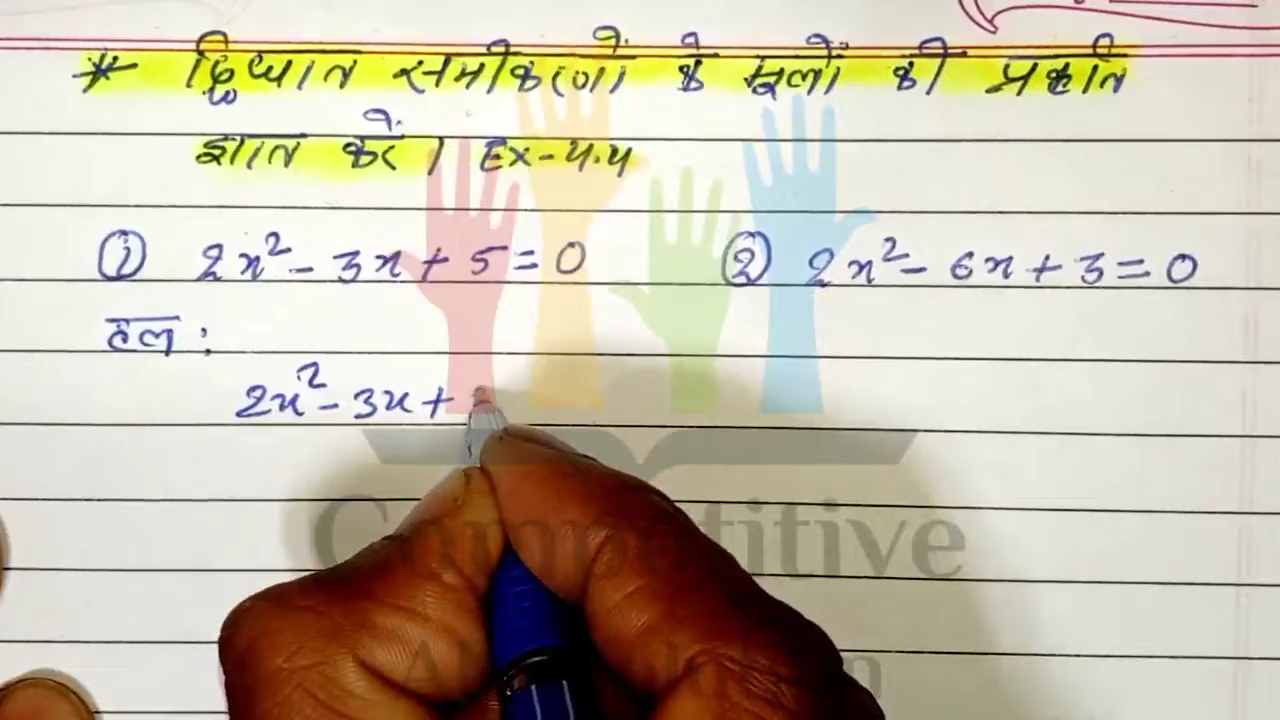 * द्विघात समीकरणों के मूलों की प्रकृति
ज्ञात करें। Ex-4.4
① 2x² - 3x + 5 = 0 ② 2x² - 6x + 3 = 0
हल :
2x² - 3x +
Competitive